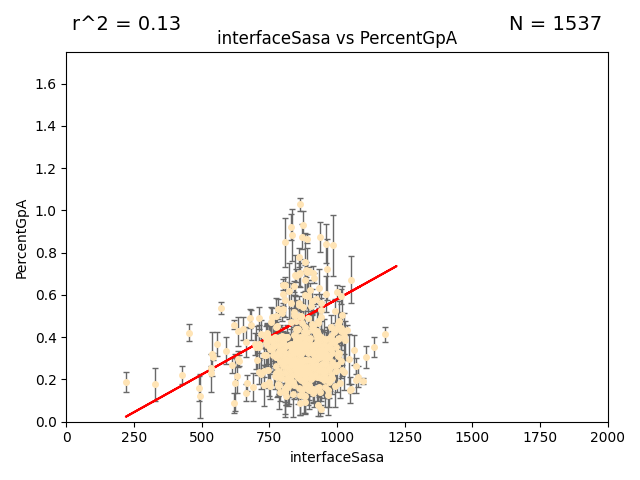 r^2 = 0.13
N = 1537
interfaceSasa vs PercentGpA
PercentGpA
1.6
1.4
1.2
1.0
0.8
0.6
0.4
0.2
0.0
0 250 500 750 1000 1250 1500 1750 2000
interfaceSasa